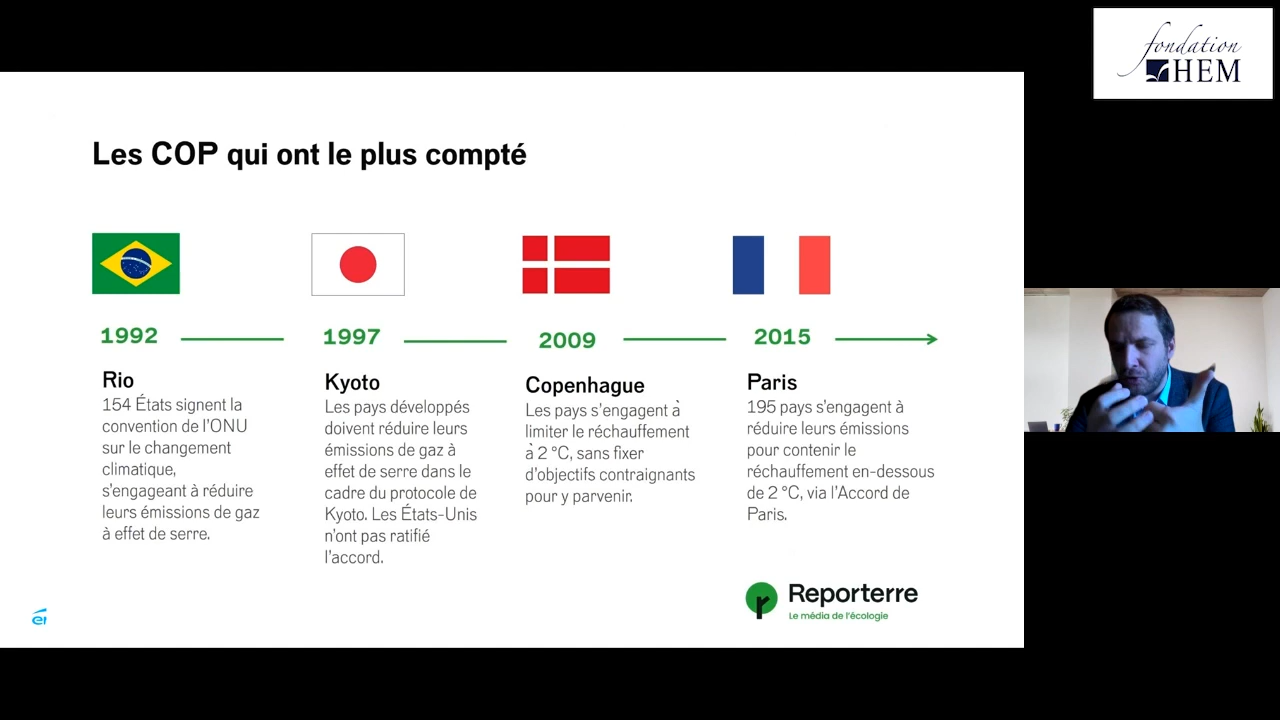 fondation
HEM
Les COP qui ont le plus compté
1992
1997
2009
2015
Rio
154 États signent la
convention de l'ONU
sur le changement
climatique,
s'engageant à réduire
leurs émissions de gaz
à effet de serre.
Kyoto
Les pays développés
doivent réduire leurs
émissions de gaz à
effet de serre dans le
cadre du protocole de
Kyoto. Les États-Unis
n'ont pas ratifié
l'accord.
Copenhague
Les pays s'engagent à
limiter le réchauffement
à 2 °C, sans fixer
d'objectifs contraignants
pour y parvenir.
Paris
195 pays s'engagent à
réduire leurs émissions
pour contenir le
réchauffement en-dessous
de 2 °C, via l'Accord de
Paris.
Reporterre
Le média de l'écologie